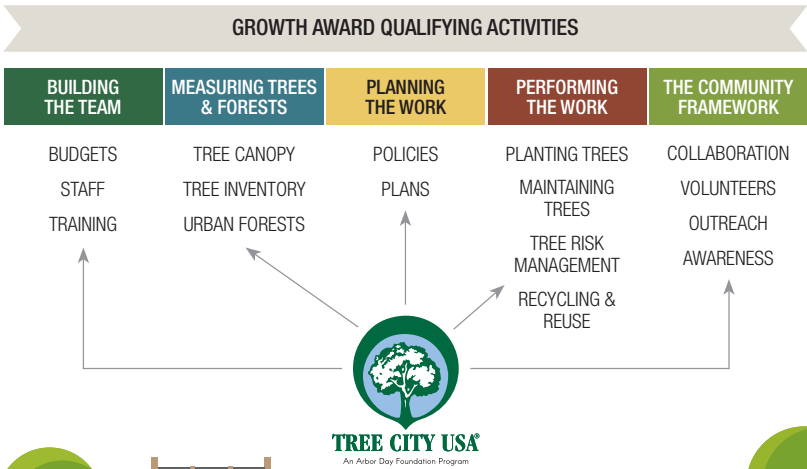 GROWTH AWARD QUALIFYING ACTIVITIES
BUILDING
THE TEAM
BUDGETS
STAFF
TRAINING
MEASURING TREES
& FORESTS
TREE CANOPY
TREE INVENTORY
URBAN FORESTS
PLANNING
THE WORK
POLICIES
PLANS
PERFORMING
THE WORK
PLANTING TREES
MAINTAINING
TREES
TREE RISK
MANAGEMENT
RECYCLING &
REUSE
THE COMMUNITY
FRAMEWORK
COLLABORATION
VOLUNTEERS
OUTREACH
AWARENESS
TREE CITY USA®
An Arbor Day Foundation Program